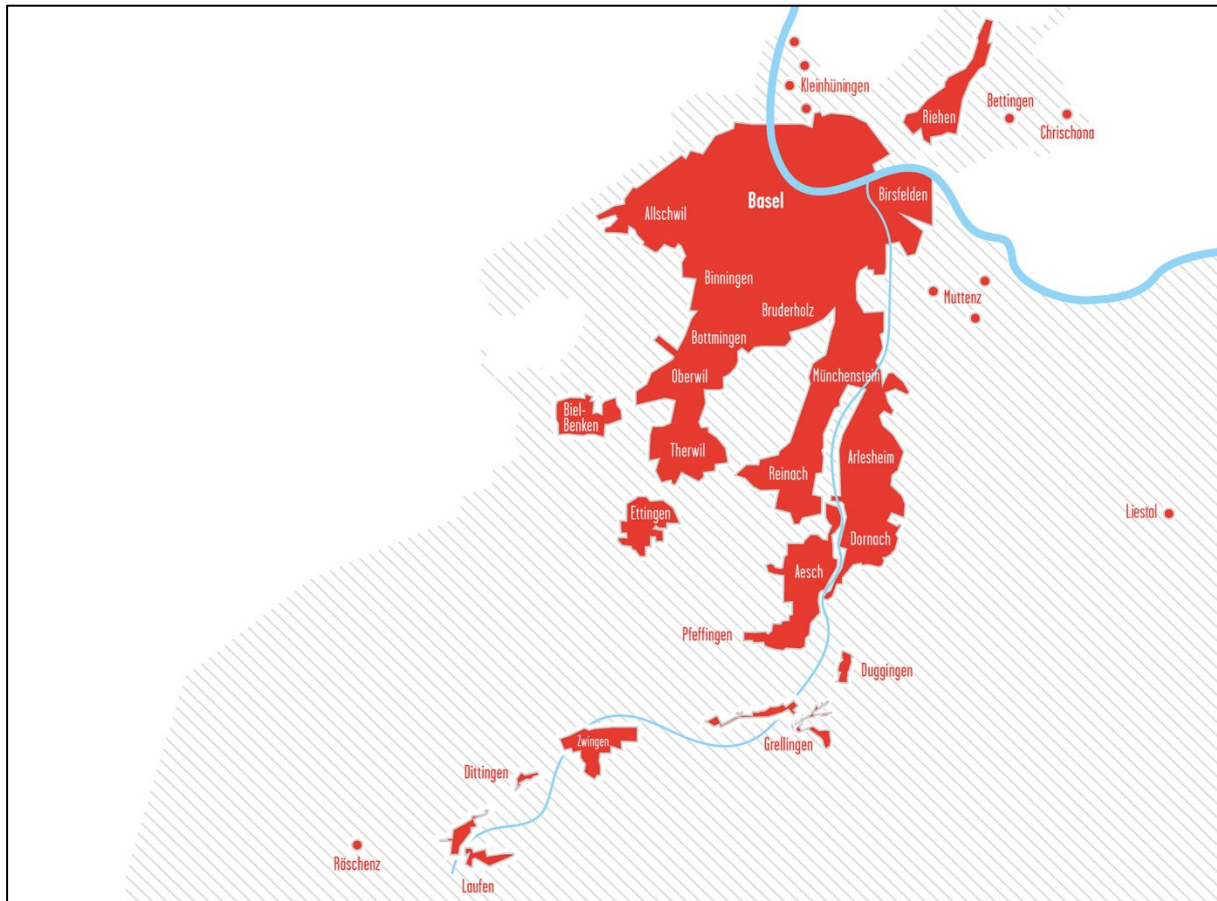 Kleinhüningen
Bettingen
Riehen
Chrischona
Basel
Birsfelden
Allschwil
Binningen
Muttenz
Bruderholz
Bottmingen
Oberwil
Münchenstein
Biel-
Benken
Therwil
Arlesheim
Reinach
Ettingen
Liestal
Dornach
Aesch
Pfeffingen
Duggingen
Zwingen
Grellingen
Dittingen
Röschenz
Laufen